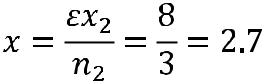 x = εx₂/n₂ = 8/3 = 2.7